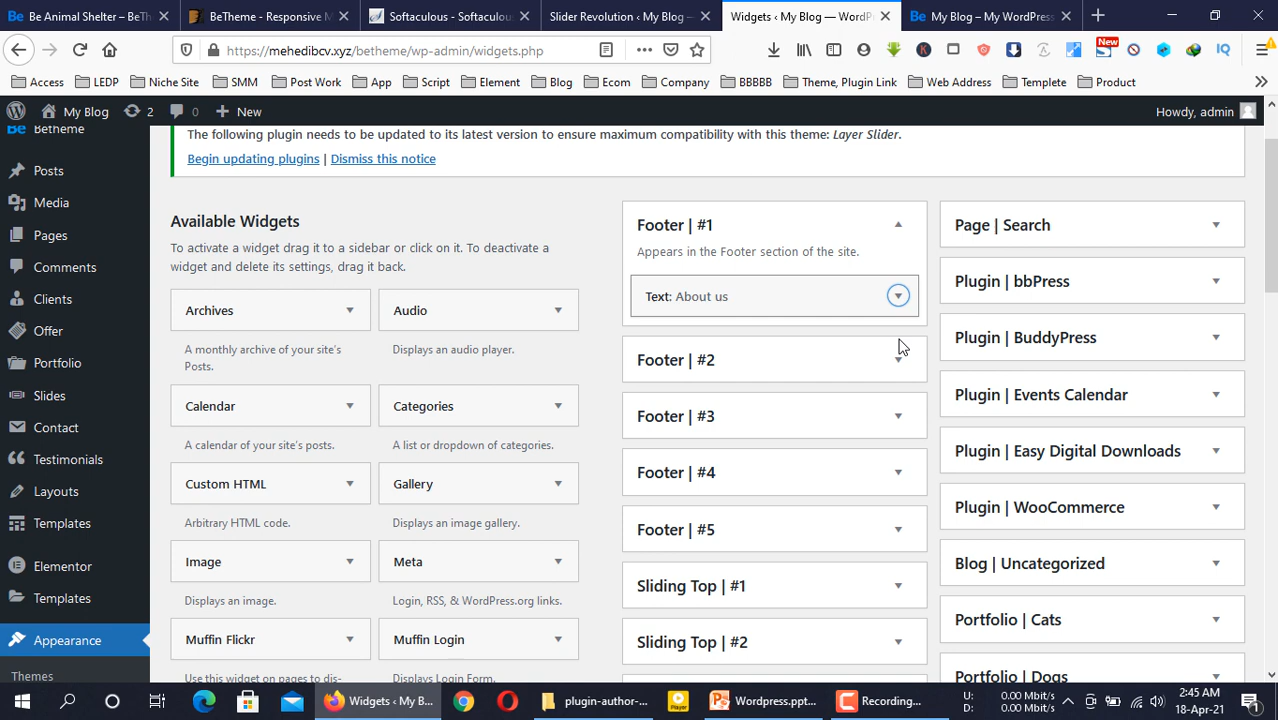 Be Animal Shelter – BeTh
BeTheme - Responsive M
Softaculous - Softaculou
Slider Revolution ‹ My Blog —
Widgets ‹ My Blog — WordP
My Blog – My WordPress
https://mehedibcv.xyz/betheme/wp-admin/widgets.php
New
IQ
Access
LEDP
Niche Site
SMM
Post Work
App
Script
Element
Blog
Ecom
Company
BBBBB
Theme, Plugin Link
Web Address
Templete
Product
My Blog
2
0
New
Howdy, admin
Betheme
Posts
Media
Pages
Comments
Clients
Offer
Portfolio
Slides
Contact
Testimonials
Layouts
Templates
Elementor
Templates
Appearance
Themes
The following plugin needs to be updated to its latest version to ensure maximum compatibility with this theme: Layer Slider.
Begin updating plugins | Dismiss this notice
Available Widgets
To activate a widget drag it to a sidebar or click on it. To deactivate a
widget and delete its settings, drag it back.
Archives
A monthly archive of your site's
Posts.
Audio
Displays an audio player.
Calendar
A calendar of your site's posts.
Categories
A list or dropdown of categories.
Custom HTML
Arbitrary HTML code.
Gallery
Displays an image gallery.
Image
Displays an image.
Meta
Login, RSS, & WordPress.org links.
Muffin Flickr
Use this widget on pages to dis-
Muffin Login
Displays Login Form.
Footer | #1
Appears in the Footer section of the site.
Text: About us
Footer | #2
Footer | #3
Footer | #4
Footer | #5
Sliding Top | #1
Sliding Top | #2
Page | Search
Plugin | bbPress
Plugin | BuddyPress
Plugin | Events Calendar
Plugin | Easy Digital Downloads
Plugin | WooCommerce
Blog | Uncategorized
Portfolio | Cats
Portfolio | Dogs
Widgets ‹ My B...
plugin-author-...
Player
Wordpress.ppt...
Recording...
U: 0.00 Mbit/s
D: 0.00 Mbit/s
2:45 AM
18-Apr-21
1